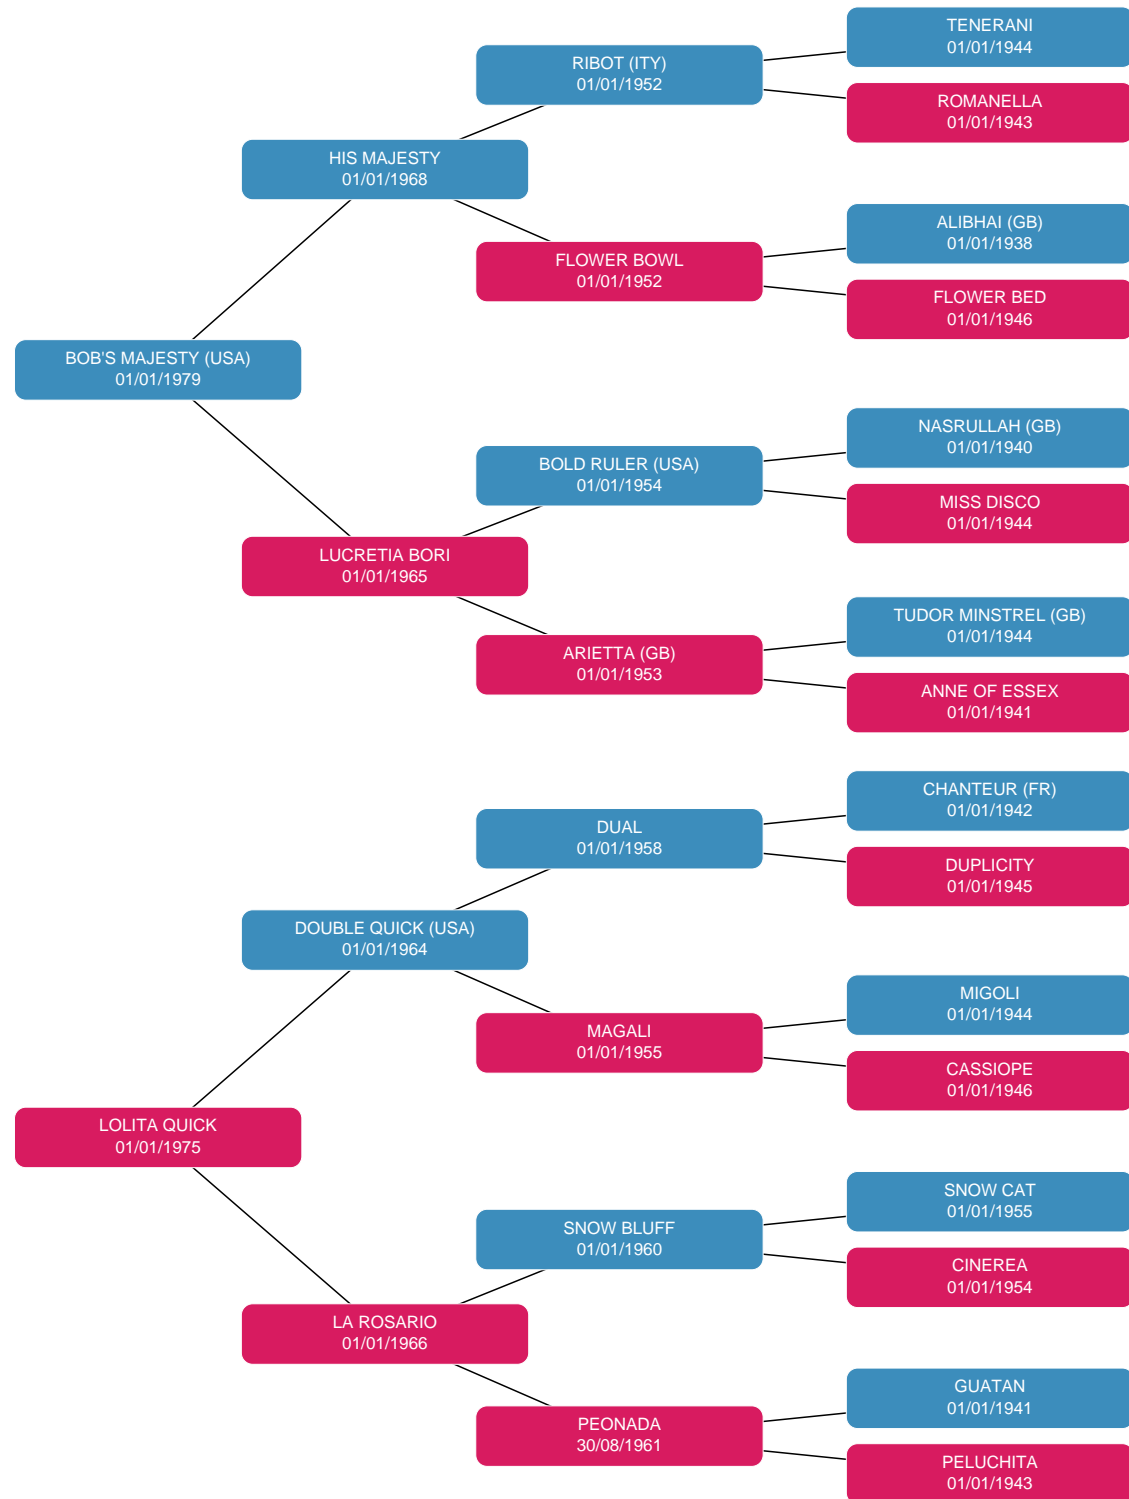 TENERANI
01/01/1944
RIBOT (ITY)
01/01/1952
ROMANELLA
01/01/1943
HIS MAJESTY
01/01/1968
ALIBHAI (GB)
01/01/1938
FLOWER BOWL
01/01/1952
FLOWER BED
01/01/1946
BOB'S MAJESTY (USA)
01/01/1979
NASRULLAH (GB)
01/01/1940
BOLD RULER (USA)
01/01/1954
MISS DISCO
01/01/1944
LUCRETIA BORI
01/01/1965
TUDOR MINSTREL (GB)
01/01/1944
ARIETTA (GB)
01/01/1953
ANNE OF ESSEX
01/01/1941
CHANTEUR (FR)
01/01/1942
DUAL
01/01/1958
DUPLICITY
01/01/1945
DOUBLE QUICK (USA)
01/01/1964
MIGOLI
01/01/1944
MAGALI
01/01/1955
CASSIOPE
01/01/1946
LOLITA QUICK
01/01/1975
SNOW CAT
01/01/1955
SNOW BLUFF
01/01/1960
CINEREA
01/01/1954
LA ROSARIO
01/01/1966
GUATAN
01/01/1941
PEONADA
30/08/1961
PELUCHITA
01/01/1943